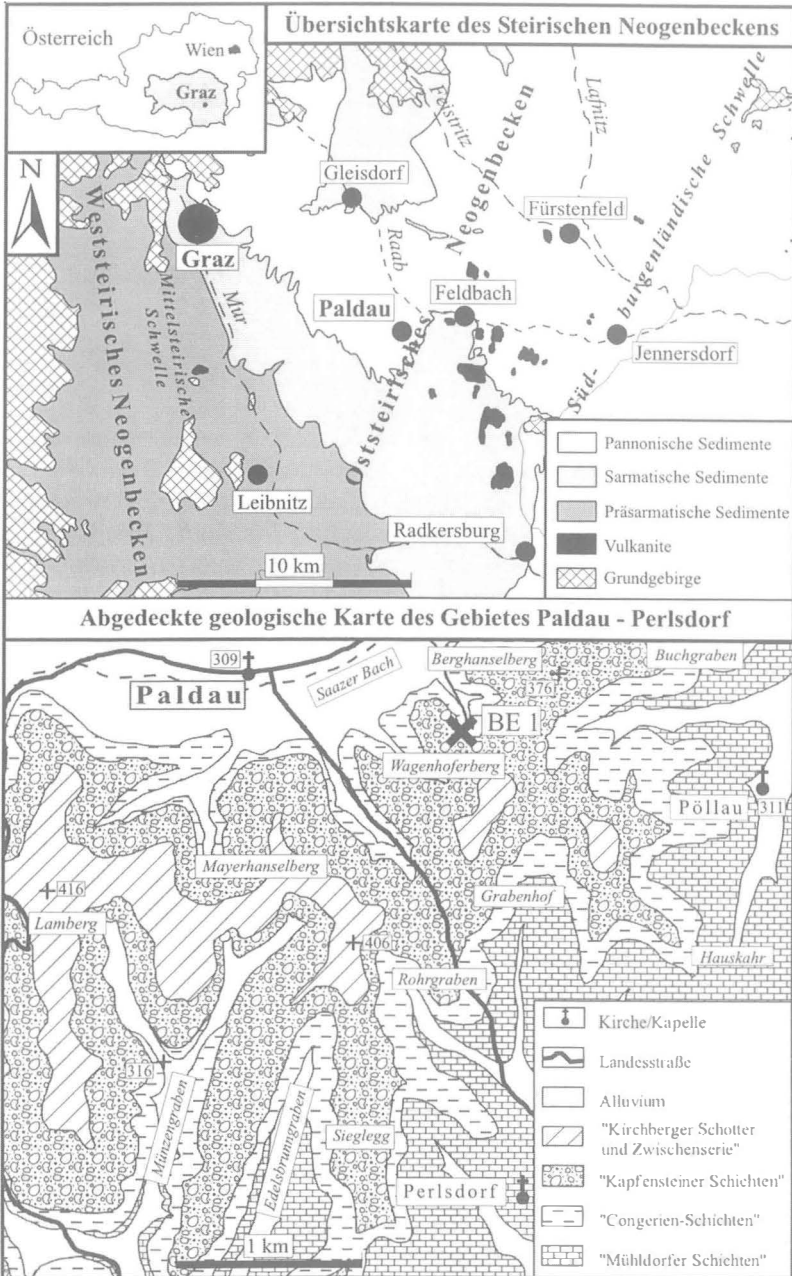 Übersichtskarte des Steirischen Neogenbeckens
Österreich
Wien
Graz
N
Feistritz
Lafnitz
Gleisdorf
Fürstenfeld
Graz
Raab
Mur
Paldau
Feldbach
Jennersdorf
Weststeirisches Neogenbecken
Mittelsteirische
Schwelle
Oststeirisches Neogenbecken
Süd-burgenländische Schwelle
Leibnitz
Radkersburg
10 km
Pannonische Sedimente
Sarmatische Sedimente
Präsarmatische Sedimente
Vulkanite
Grundgebirge
Abgedeckte geologische Karte des Gebietes Paldau - Perlsdorf
309
Paldau
Saazer Bach
Berghanselberg
Buchgraben
376
BE 1
Wagenhoferberg
Pöllau
311
Mayerhanselberg
416
Lamberg
Grabenhof
406
Hauskahr
Rohrgraben
316
Münzengraben
Edelsbrunngraben
Sieglegg
Perlsdorf
1 km
Kirche/Kapelle
Landesstraße
Alluvium
"Kirchberger Schotter
und Zwischenserie"
"Kapfensteiner Schichten"
"Congerien-Schichten"
"Mühldorfer Schichten"